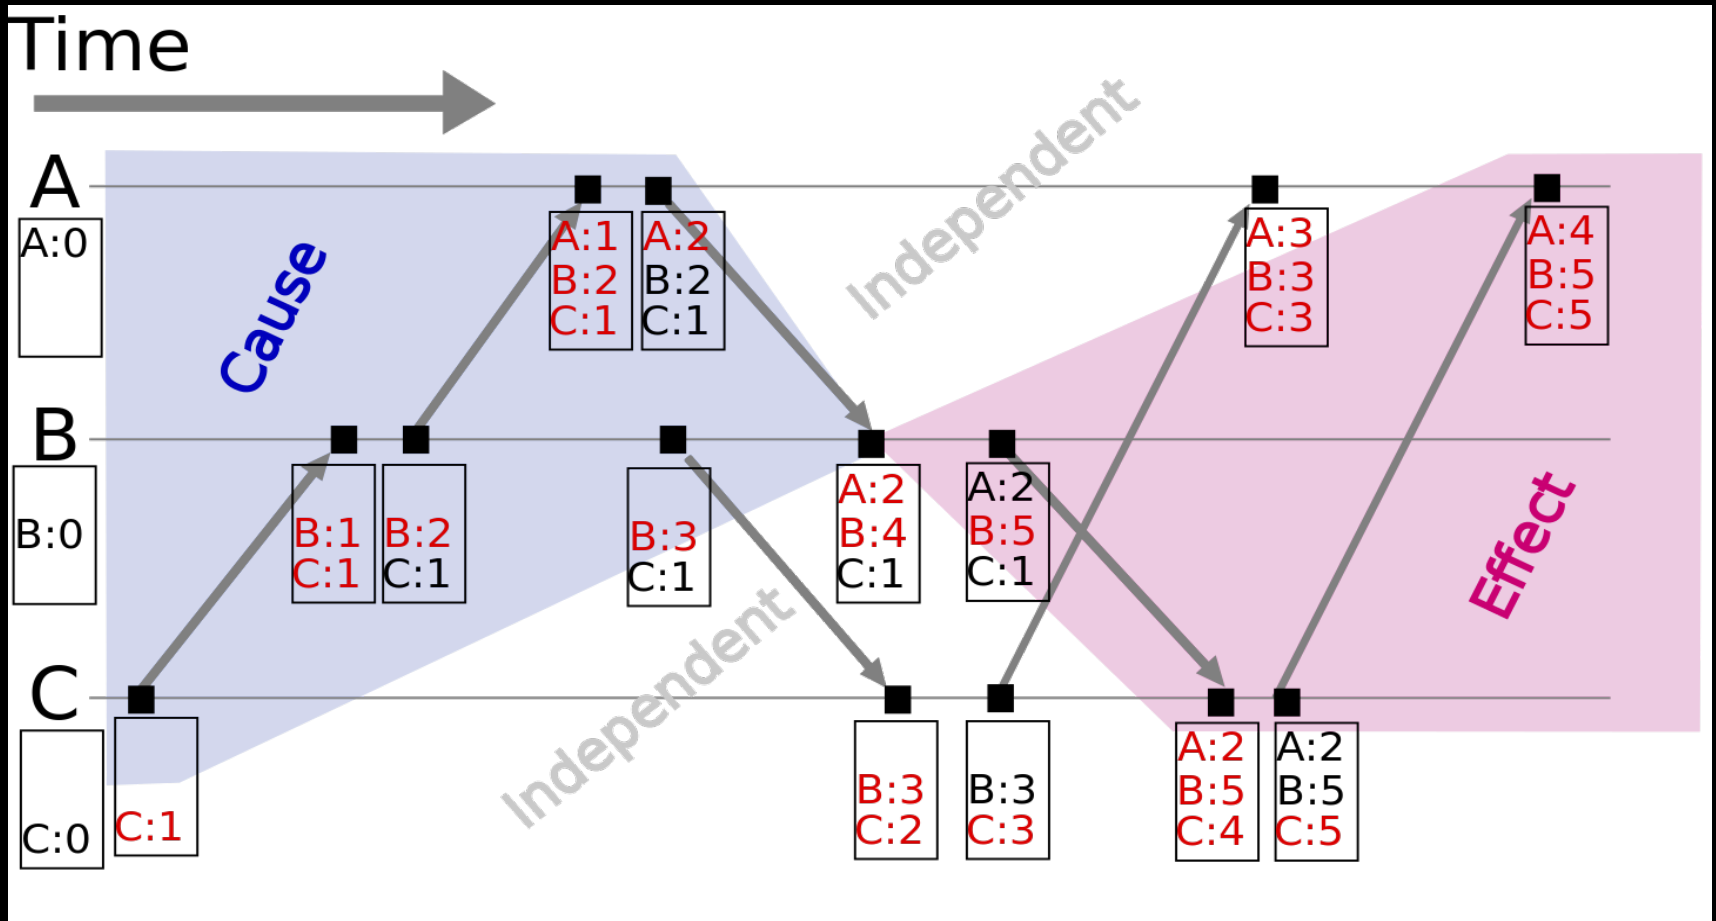 Time
A
A:0
Cause
A:1
B:2
C:1
A:2
B:2
C:1
Independent
A:3
B:3
C:3
A:4
B:5
C:5
B
B:0
B:1
C:1
B:2
C:1
B:3
C:1
A:2
B:4
C:1
A:2
B:5
C:1
Effect
C
C:0
C:1
Independent
B:3
C:2
B:3
C:3
A:2
B:5
C:4
A:2
B:5
C:5